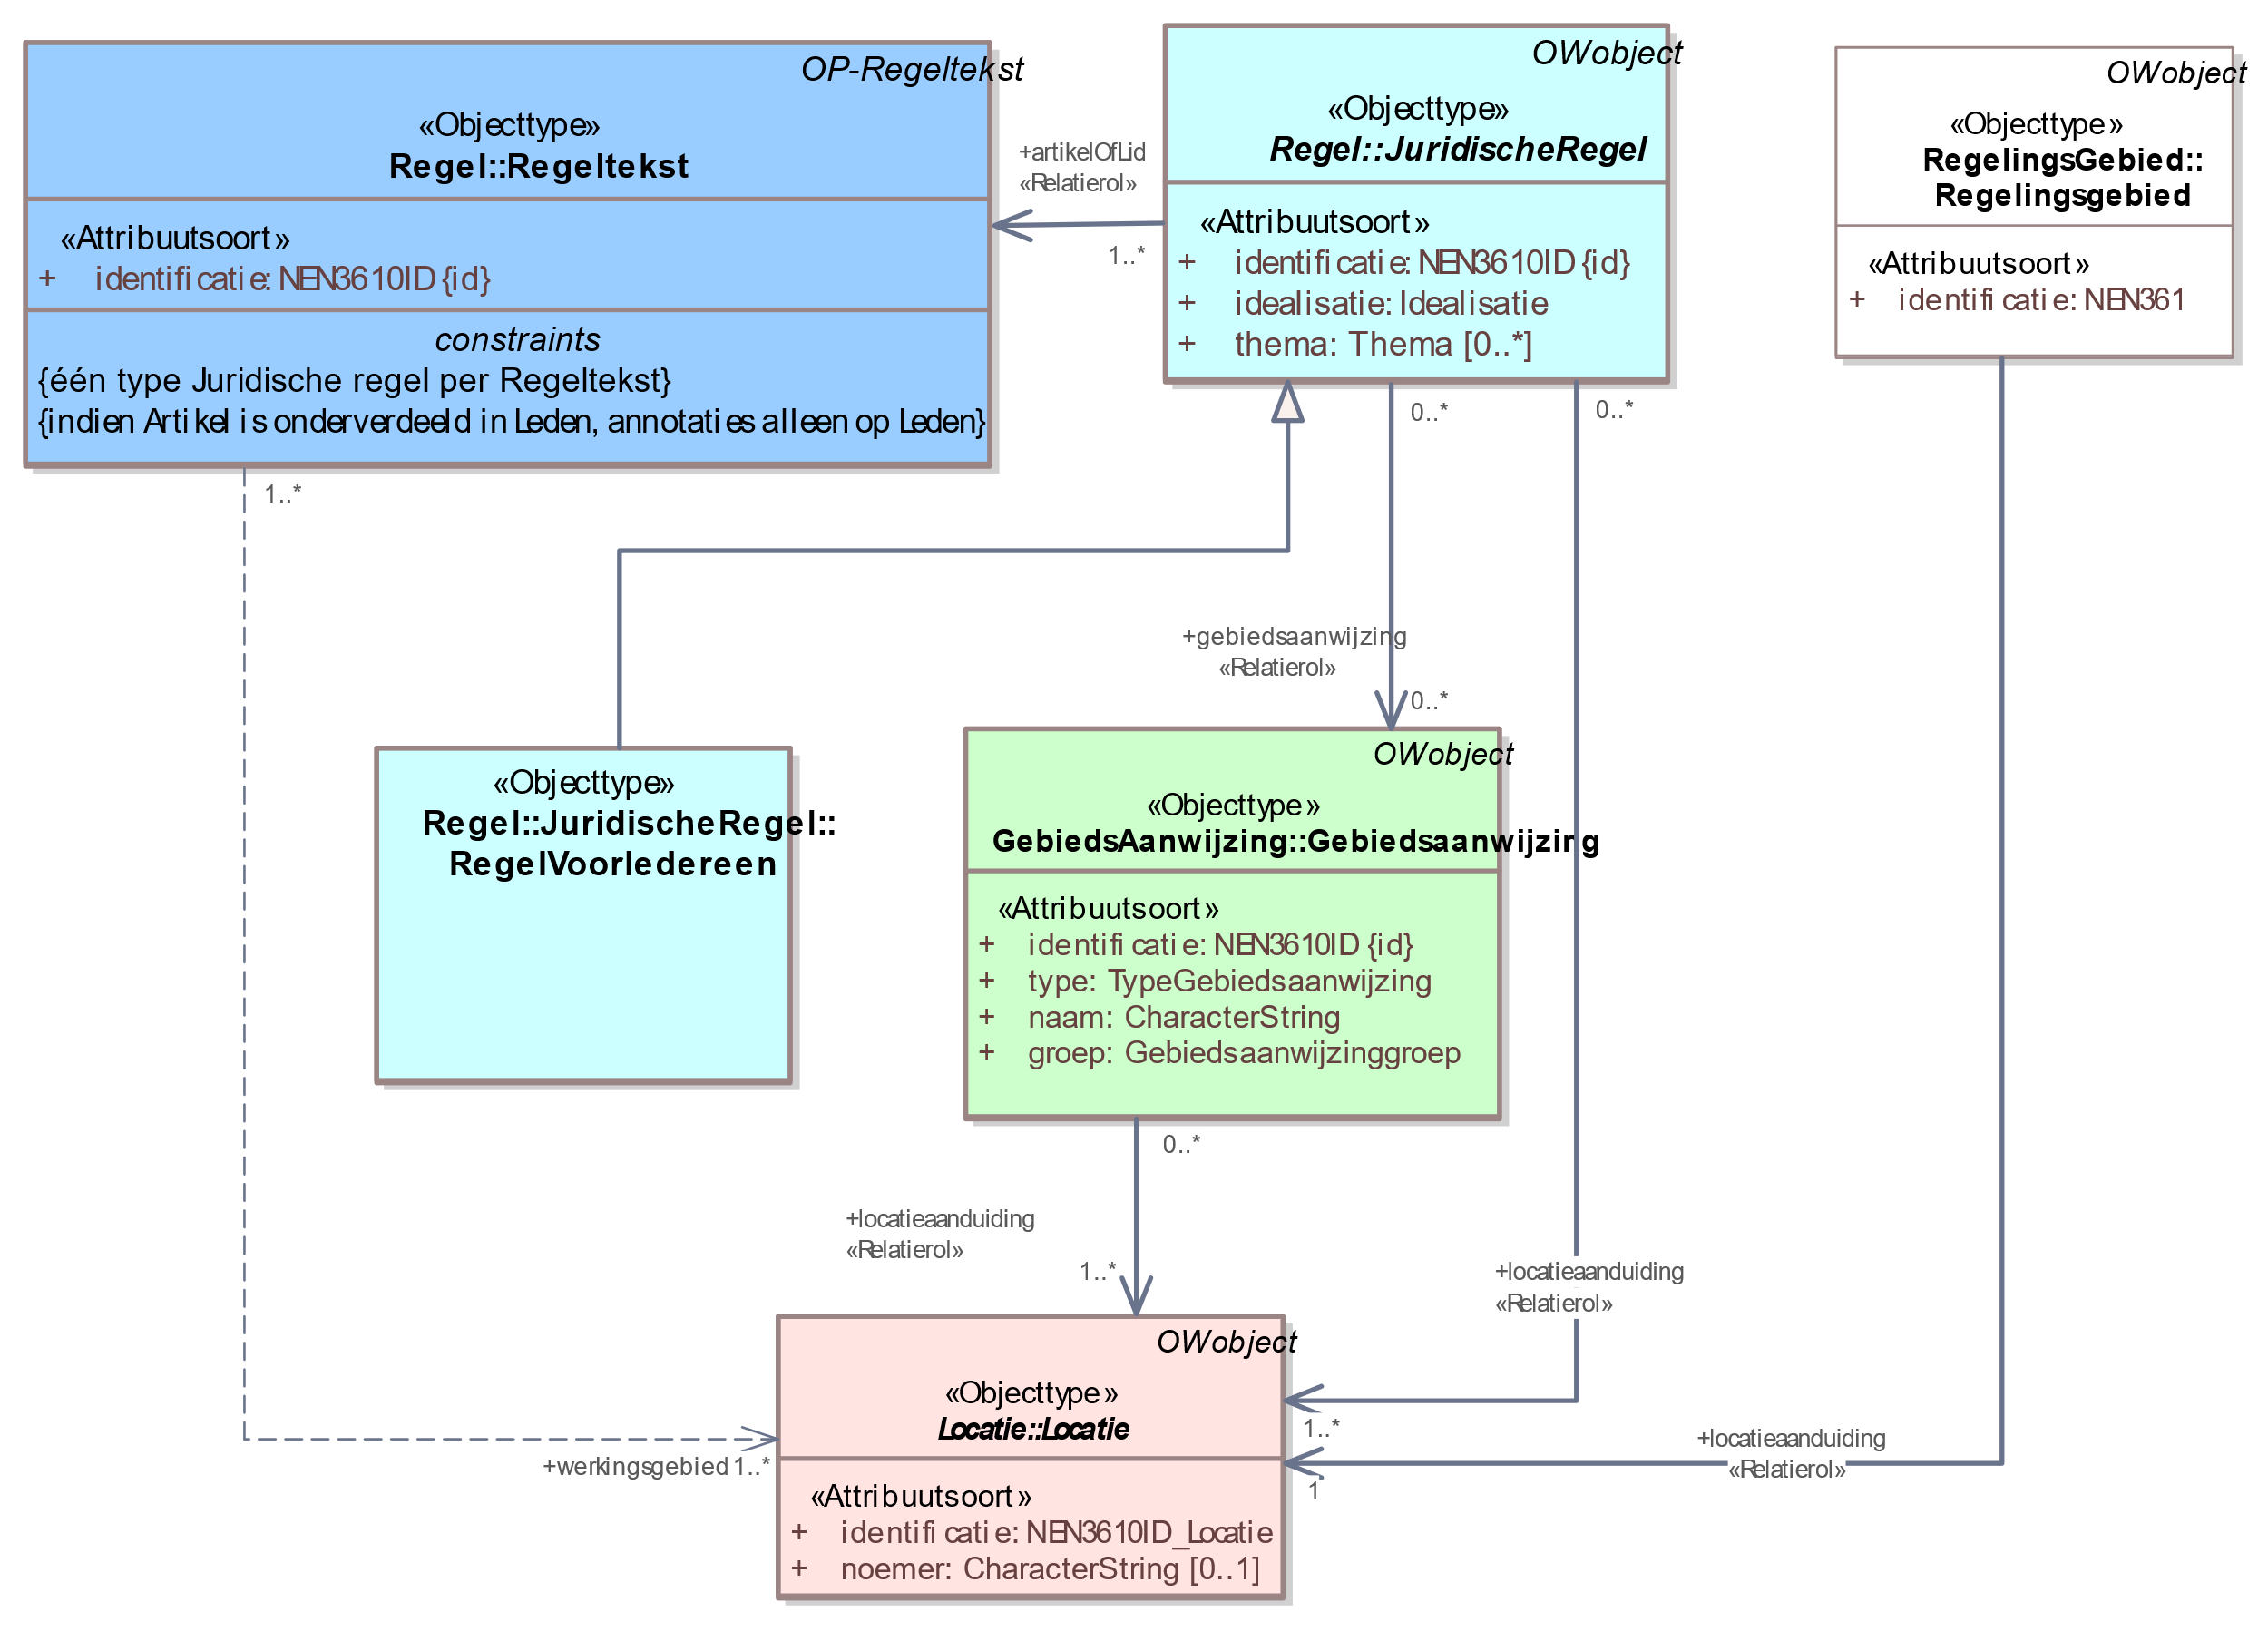 OP-Regeltekst
«Objecttype»
Regel::Regeltekst
«Attribuutsoort»
+ identificatie: NEN3610ID {id}
constraints
{één type Juridische regel per Regeltekst}
{indien Artikel is onderverdeeld in Leden, annotaties alleen op Leden}
+artikelOfLid
«Relatierol»
1..*
OWobject
«Objecttype»
Regel::JuridischeRegel
«Attribuutsoort»
+ identificatie: NEN3610ID {id}
+ idealisatie: Idealisatie
+ thema: Thema [0..*]
OWobject
«Objecttype»
RegelingsGebied::
Regelingsgebied
«Attribuutsoort»
+ identificatie: NEN361
1..*
0..*
0..*
+gebiedsaanwijzing
«Relatierol»
0..*
«Objecttype»
Regel::JuridischeRegel::
RegelVoorIedereen
OWobject
«Objecttype»
GebiedsAanwijzing::Gebiedsaanwijzing
«Attribuutsoort»
+ identificatie: NEN3610ID {id}
+ type: TypeGebiedsaanwijzing
+ naam: CharacterString
+ groep: Gebiedsaanwijzinggroep
0..*
+locatieaanduiding
«Relatierol»
1..*
+locatieaanduiding
«Relatierol»
1..*
+locatieaanduiding
«Relatierol»
1
+werkingsgebied 1..*
OWobject
«Objecttype»
Locatie::Locatie
«Attribuutsoort»
+ identificatie: NEN3610ID_Locatie
+ noemer: CharacterString [0..1]